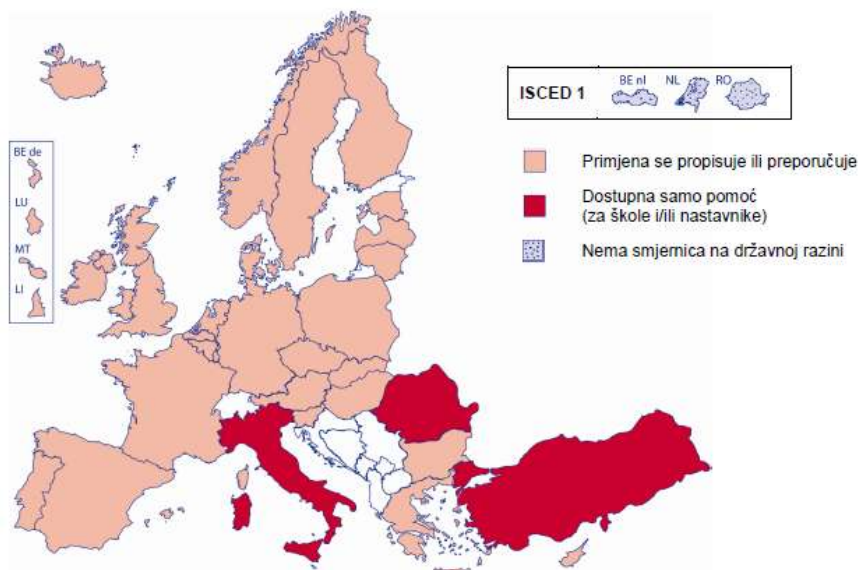 BE nl NL RO
ISCED 1
BE de
LU
MT
LI
Primjena se propisuje ili preporučuje
Dostupna samo pomoć
(za škole i/ili nastavnike)
Nema smjernica na državnoj razini